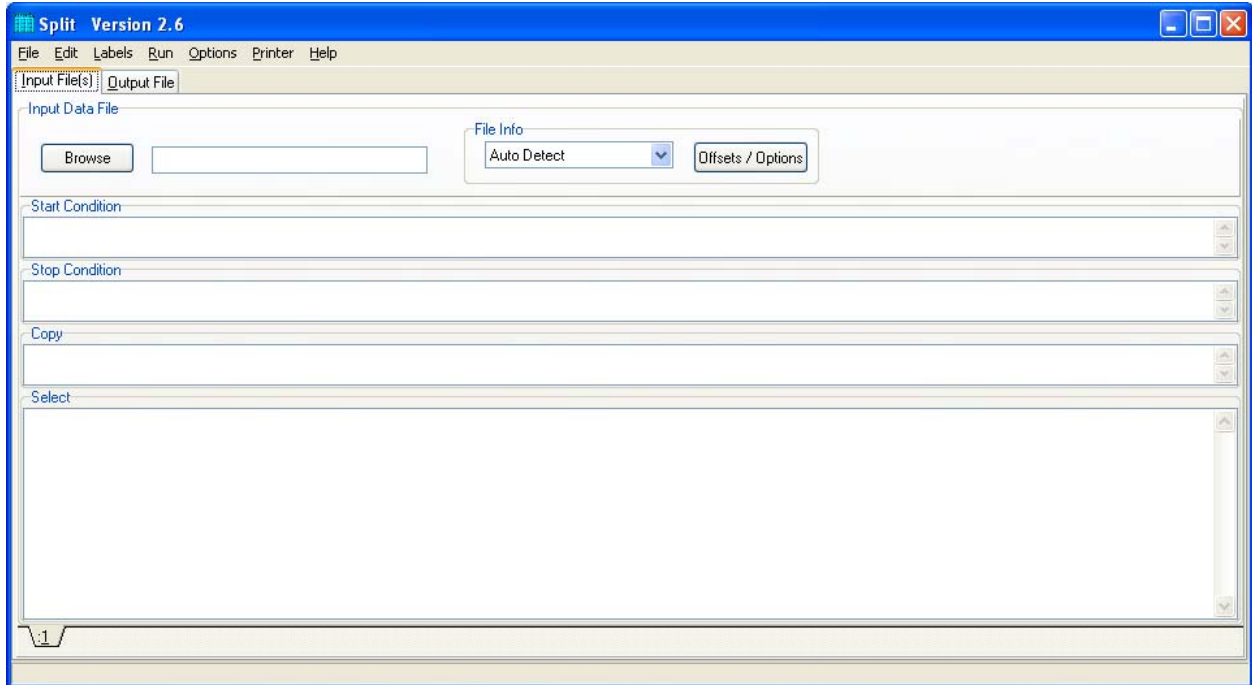 Split Version 2.6
File Edit Labels Run Options Printer Help
Input File(s) Output File
Input Data File
File Info
Browse Auto Detect Offsets / Options
Start Condition
Stop Condition
Copy
Select
:1